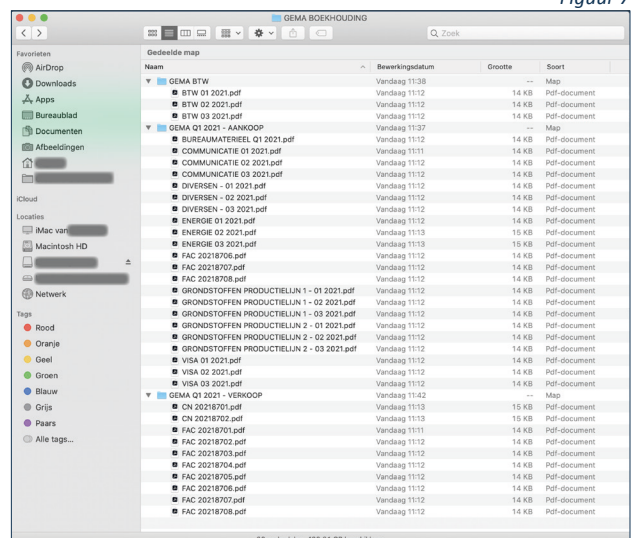 Figuur 7
GEMA BOEKHOUDING
Zoek
Favorieten
AirDrop
Downloads
Apps
Bureaublad
Documenten
Afbeeldingen
iCloud
Locaties
iMac van
Macintosh HD
Netwerk
Tags
Rood
Oranje
Geel
Groen
Blauw
Grijs
Paars
Alle tags...
Gedeelde map
Naam Bewerkingsdatum Grootte Soort
GEMA BTW Vandaag 11:38 -- Map
BTW 01 2021.pdf Vandaag 11:12 14 KB Pdf-document
BTW 02 2021.pdf Vandaag 11:12 14 KB Pdf-document
BTW 03 2021.pdf Vandaag 11:12 14 KB Pdf-document
GEMA Q1 2021 - AANKOOP Vandaag 11:37 -- Map
BUREAUMATERIEEL Q1 2021.pdf Vandaag 11:12 14 KB Pdf-document
COMMUNICATIE 01 2021.pdf Vandaag 11:11 14 KB Pdf-document
COMMUNICATIE 02 2021.pdf Vandaag 11:12 14 KB Pdf-document
COMMUNICATIE 03 2021.pdf Vandaag 11:12 14 KB Pdf-document
DIVERSEN - 01 2021.pdf Vandaag 11:12 14 KB Pdf-document
DIVERSEN - 02 2021.pdf Vandaag 11:12 14 KB Pdf-document
DIVERSEN - 03 2021.pdf Vandaag 11:12 14 KB Pdf-document
ENERGIE 01 2021.pdf Vandaag 11:12 14 KB Pdf-document
ENERGIE 02 2021.pdf Vandaag 11:13 15 KB Pdf-document
ENERGIE 03 2021.pdf Vandaag 11:13 15 KB Pdf-document
FAC 20218706.pdf Vandaag 11:12 14 KB Pdf-document
FAC 20218707.pdf Vandaag 11:12 14 KB Pdf-document
FAC 20218708.pdf Vandaag 11:12 14 KB Pdf-document
GRONDSTOFFEN PRODUCTIELIJN 1 - 01 2021.pdf Vandaag 11:12 14 KB Pdf-document
GRONDSTOFFEN PRODUCTIELIJN 1 - 02 2021.pdf Vandaag 11:12 14 KB Pdf-document
GRONDSTOFFEN PRODUCTIELIJN 1 - 03 2021.pdf Vandaag 11:12 14 KB Pdf-document
GRONDSTOFFEN PRODUCTIELIJN 2 - 01 2021.pdf Vandaag 11:12 14 KB Pdf-document
GRONDSTOFFEN PRODUCTIELIJN 2 - 02 2021.pdf Vandaag 11:12 14 KB Pdf-document
GRONDSTOFFEN PRODUCTIELIJN 2 - 03 2021.pdf Vandaag 11:12 14 KB Pdf-document
VISA 01 2021.pdf Vandaag 11:12 14 KB Pdf-document
VISA 02 2021.pdf Vandaag 11:12 14 KB Pdf-document
VISA 03 2021.pdf Vandaag 11:12 14 KB Pdf-document
GEMA Q1 2021 - VERKOOP Vandaag 11:42 -- Map
CN 20218701.pdf Vandaag 11:13 15 KB Pdf-document
CN 20218702.pdf Vandaag 11:13 15 KB Pdf-document
FAC 20218701.pdf Vandaag 11:11 14 KB Pdf-document
FAC 20218702.pdf Vandaag 11:12 14 KB Pdf-document
FAC 20218703.pdf Vandaag 11:12 14 KB Pdf-document
FAC 20218704.pdf Vandaag 11:12 14 KB Pdf-document
FAC 20218705.pdf Vandaag 11:12 14 KB Pdf-document
FAC 20218706.pdf Vandaag 11:12 14 KB Pdf-document
FAC 20218707.pdf Vandaag 11:12 14 KB Pdf-document
FAC 20218708.pdf Vandaag 11:12 14 KB Pdf-document